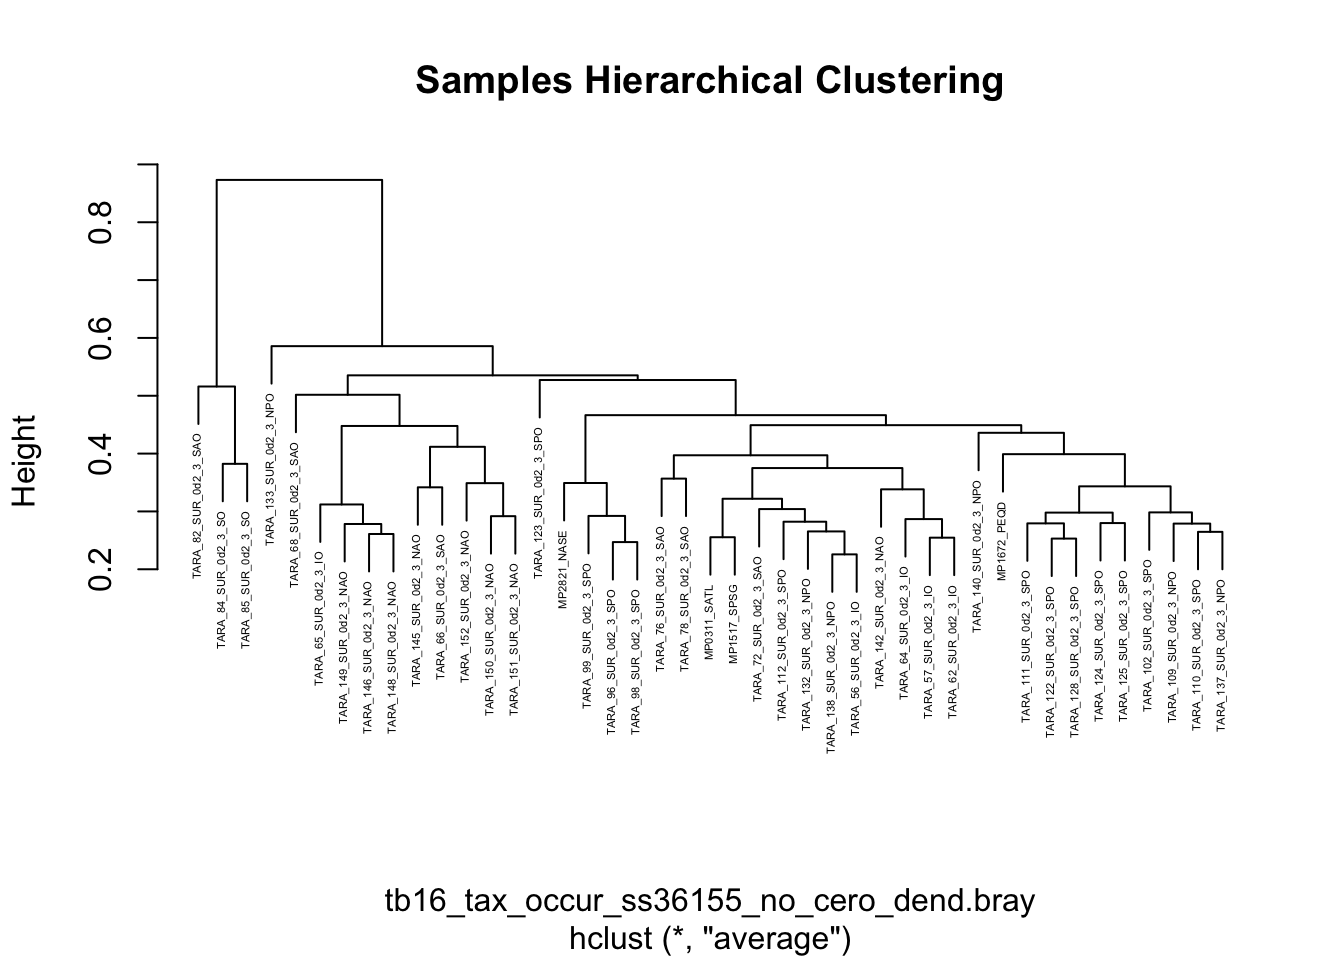 Samples Hierarchical Clustering
Height
0.2
0.4
0.6
0.8
TARA_82_SUR_0d2_3_SAO
TARA_84_SUR_0d2_3_SO
TARA_85_SUR_0d2_3_SO
TARA_133_SUR_0d2_3_NPO
TARA_68_SUR_0d2_3_SAO
TARA_65_SUR_0d2_3_IO
TARA_149_SUR_0d2_3_NAO
TARA_146_SUR_0d2_3_NAO
TARA_148_SUR_0d2_3_NAO
TARA_145_SUR_0d2_3_NAO
TARA_66_SUR_0d2_3_SAO
TARA_152_SUR_0d2_3_NAO
TARA_150_SUR_0d2_3_NAO
TARA_151_SUR_0d2_3_NAO
TARA_123_SUR_0d2_3_SPO
MP2821_NASE
TARA_99_SUR_0d2_3_SPO
TARA_96_SUR_0d2_3_SPO
TARA_98_SUR_0d2_3_SPO
TARA_76_SUR_0d2_3_SAO
TARA_78_SUR_0d2_3_SAO
MP0311_SATL
MP1517_SPSG
TARA_72_SUR_0d2_3_SAO
TARA_112_SUR_0d2_3_SPO
TARA_132_SUR_0d2_3_NPO
TARA_138_SUR_0d2_3_NPO
TARA_56_SUR_0d2_3_IO
TARA_142_SUR_0d2_3_NAO
TARA_64_SUR_0d2_3_IO
TARA_57_SUR_0d2_3_IO
TARA_62_SUR_0d2_3_IO
TARA_140_SUR_0d2_3_NPO
MP1672_PEQD
TARA_111_SUR_0d2_3_SPO
TARA_122_SUR_0d2_3_SPO
TARA_128_SUR_0d2_3_SPO
TARA_124_SUR_0d2_3_SPO
TARA_125_SUR_0d2_3_SPO
TARA_102_SUR_0d2_3_SPO
TARA_109_SUR_0d2_3_NPO
TARA_110_SUR_0d2_3_SPO
TARA_137_SUR_0d2_3_NPO
tb16_tax_occur_ss36155_no_cero_dend.bray
hclust (*, "average")